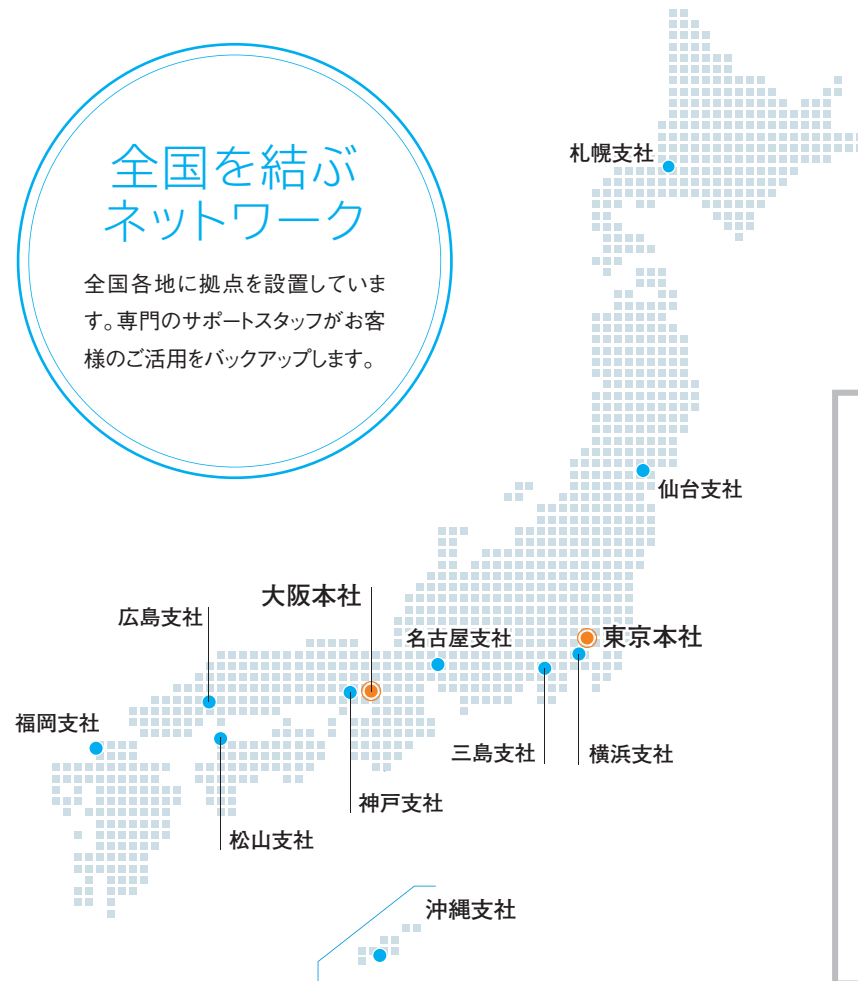 全国を結ぶ
ネットワーク
全国各地に拠点を設置していま
す。専門のサポートスタッフがお客
様のご活用をバックアップします。
札幌支社
仙台支社
大阪本社
広島支社
名古屋支社
東京本社
福岡支社
三島支社
横浜支社
神戸支社
松山支社
沖縄支社